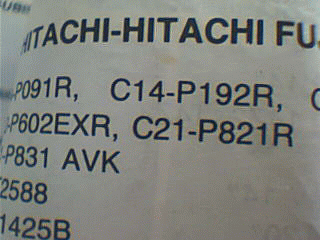 HITACHI-HITACHI FU
-P091R, C14-P192R,
-P602EXR, C21-P821R
-P831 AVK
2588
1425B